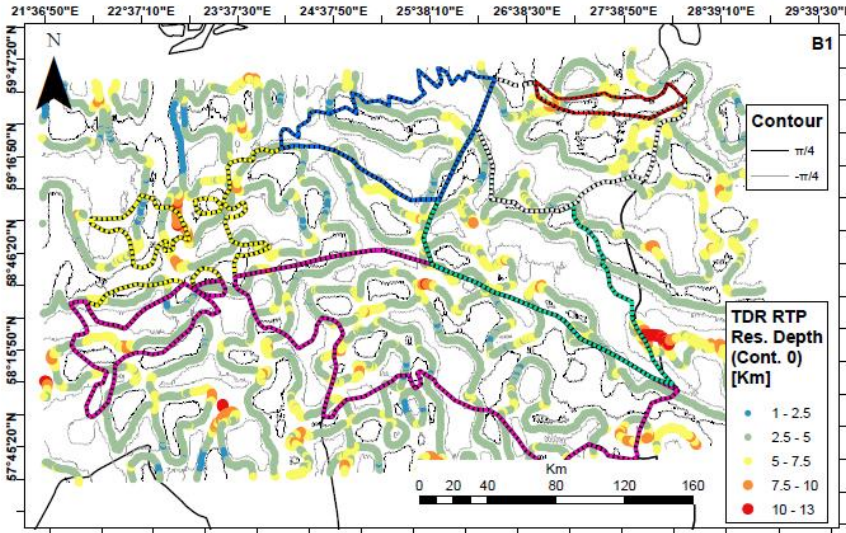 21°36'50"E 22°37'10"E 23°37'30"E 24°37'50"E 25°38'10"E 26°38'30"E 27°38'50"E 28°39'10"E 29°39'30"E
N
B1
59°47'20"N
59°16'50"N
58°46'20"N
58°15'50"N
57°45'20"N
Contour
π/4
-π/4
TDR RTP
Res. Depth
(Cont. 0)
[Km]
1 - 2.5
2.5 - 5
5 - 7.5
7.5 - 10
10 - 13
Km
0 10 20 40 80 120 160